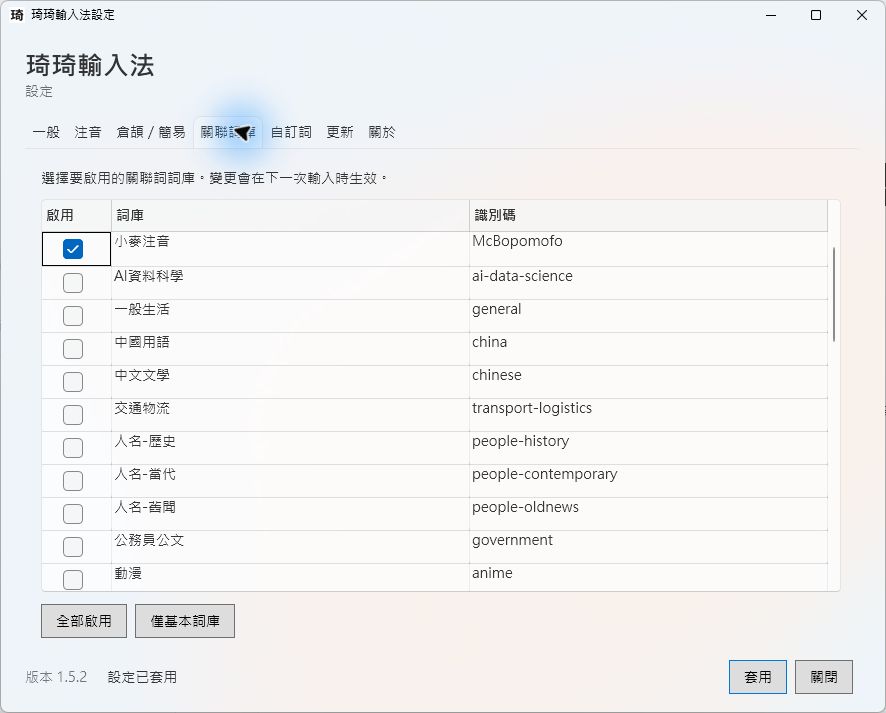 琦 琦琦輸入法設定
琦琦輸入法
設定
一般 注音 倉頡 / 簡易 關聯 自訂詞 更新 關於
選擇要啟用的關聯詞詞庫。變更會在下一次輸入時生效。
啟用 詞庫 識別碼
小麥注音 McBopomofo
AI資料科學 ai-data-science
一般生活 general
中國用語 china
中文文學 chinese
交通物流 transport-logistics
人名-歷史 people-history
人名-當代 people-contemporary
人名-舊聞 people-oldnews
公務員公文 government
動漫 anime
全部啟用 僅基本詞庫
版本 1.5.2 設定已套用 套用 關閉